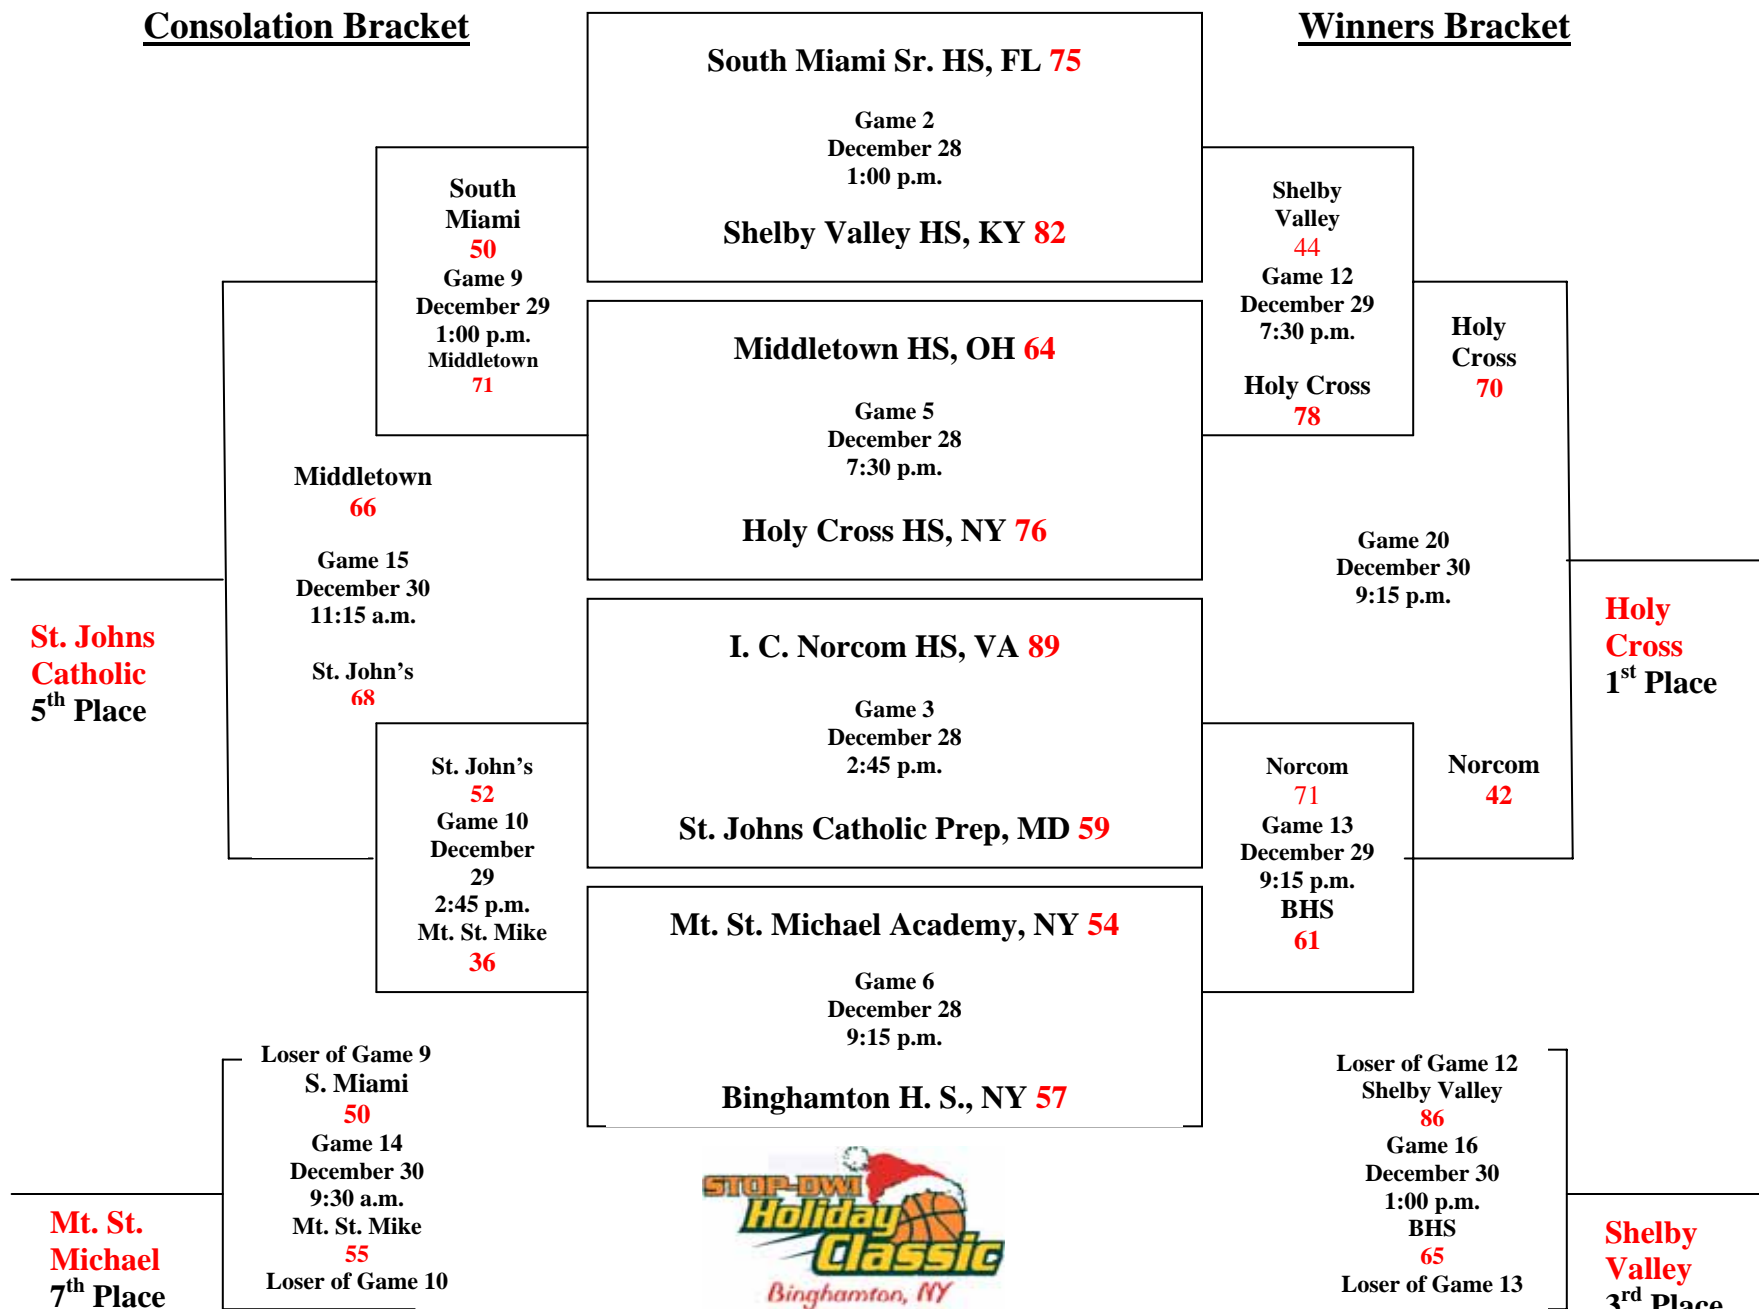 Consolation Bracket
Winners Bracket
South Miami Sr. HS, FL 75
Game 2
December 28
1:00 p.m.
Shelby Valley HS, KY 82
South
Miami
50
Game 9
December 29
1:00 p.m.
Middletown
71
Shelby
Valley
44
Game 12
December 29
7:30 p.m.
Holy Cross
78
Middletown HS, OH 64
Game 5
December 28
7:30 p.m.
Holy Cross HS, NY 76
Holy
Cross
70
Middletown
66
Game 15
December 30
11:15 a.m.
St. John's
68
Game 20
December 30
9:15 p.m.
St. Johns
Catholic
5th Place
I. C. Norcom HS, VA 89
Game 3
December 28
2:45 p.m.
St. Johns Catholic Prep, MD 59
Holy
Cross
1st Place
St. John's
52
Game 10
December
29
2:45 p.m.
Mt. St. Mike
36
Norcom
71
Game 13
December 29
9:15 p.m.
BHS
61
Norcom
42
Mt. St. Michael Academy, NY 54
Game 6
December 28
9:15 p.m.
Binghamton H. S., NY 57
Loser of Game 9
S. Miami
50
Game 14
December 30
9:30 a.m.
Mt. St. Mike
55
Loser of Game 10
Loser of Game 12
Shelby Valley
86
Game 16
December 30
1:00 p.m.
BHS
65
Loser of Game 13
Mt. St.
Michael
7th Place
STOP-DWI
Holiday
Classic
Binghamton, NY
Shelby
Valley
3rd Place